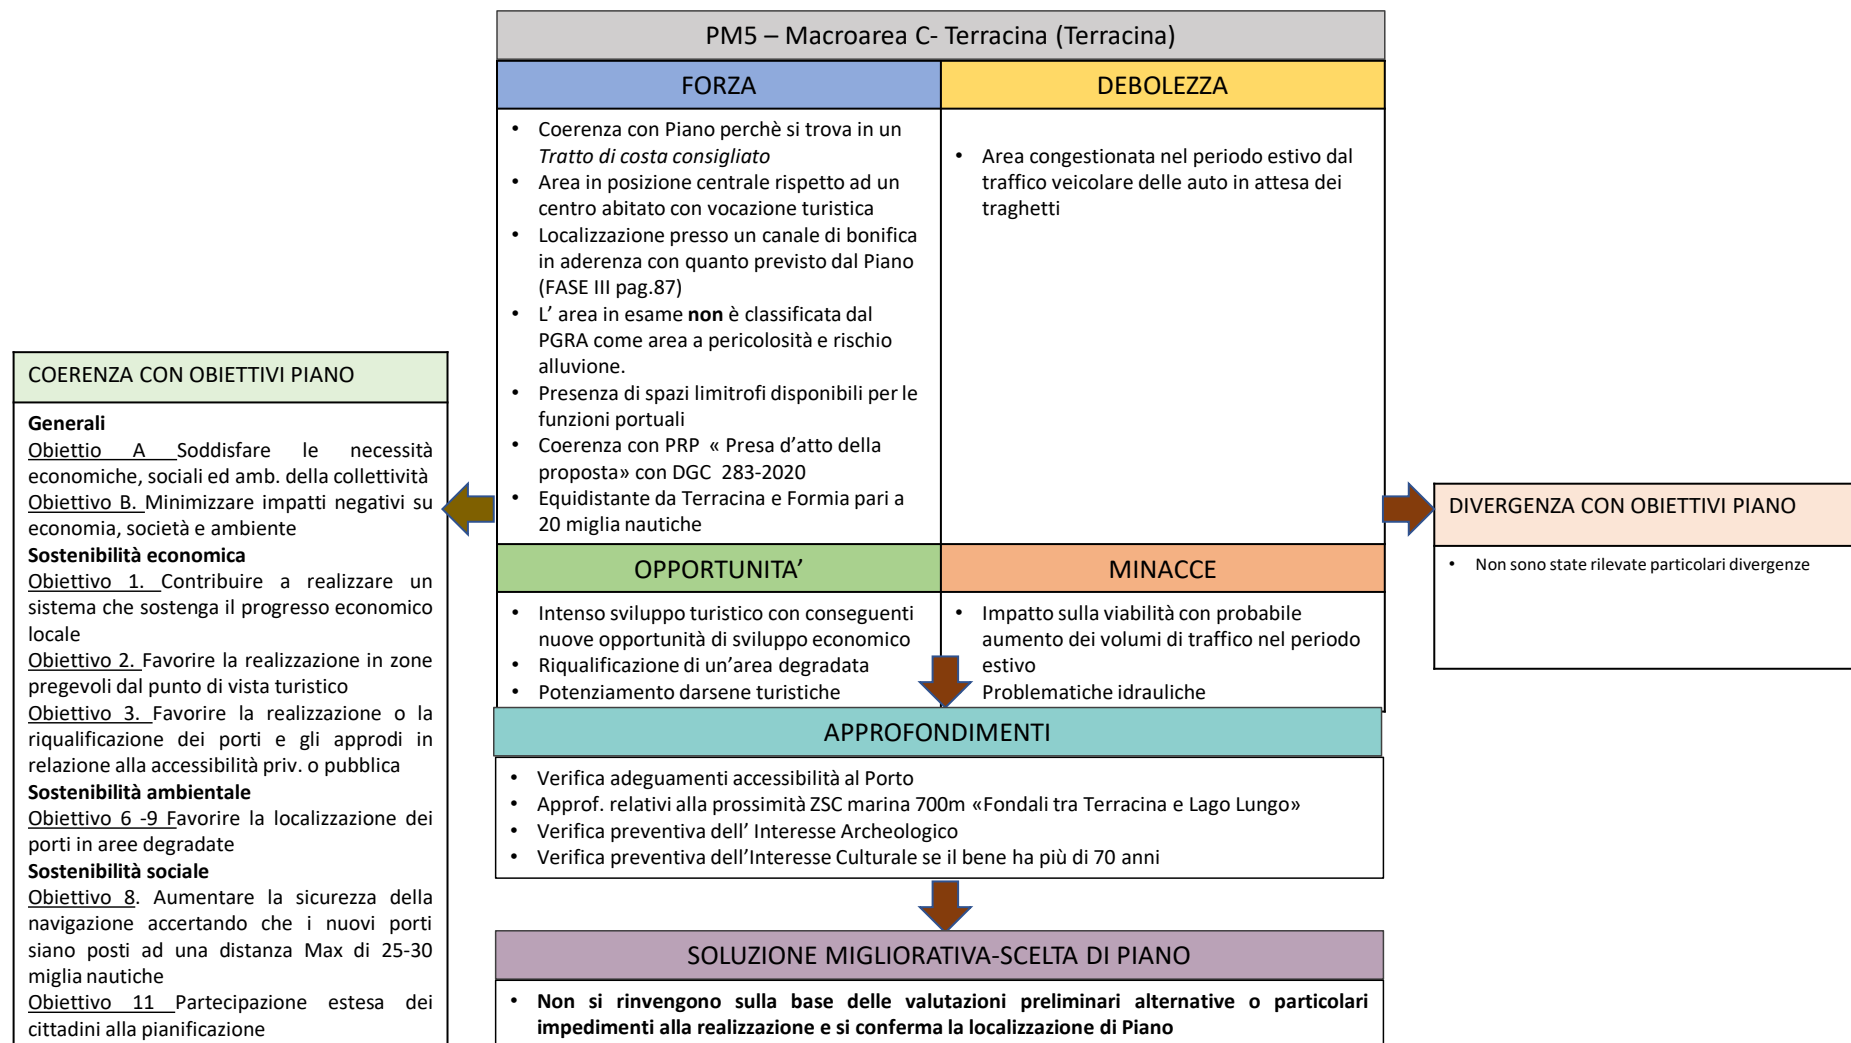 PM5 – Macroarea C- Terracina (Terracina)
FORZA
DEBOLEZZA
• Coerenza con Piano perchè si trova in un
Tratto di costa consigliato
• Area in posizione centrale rispetto ad un
centro abitato con vocazione turistica
• Localizzazione presso un canale di bonifica
in aderenza con quanto previsto dal Piano
(FASE III pag.87)
• L' area in esame non è classificata dal
PGRA come area a pericolosità e rischio
alluvione.
• Presenza di spazi limitrofi disponibili per le
funzioni portuali
• Coerenza con PRP « Presa d'atto della
proposta» con DGC 283-2020
• Equidistante da Terracina e Formia pari a
20 miglia nautiche
• Area congestionata nel periodo estivo dal
traffico veicolare delle auto in attesa dei
traghetti
OPPORTUNITA'
MINACCE
• Intenso sviluppo turistico con conseguenti
nuove opportunità di sviluppo economico
• Riqualificazione di un'area degradata
• Potenziamento darsene turistiche
• Impatto sulla viabilità con probabile
aumento dei volumi di traffico nel periodo
estivo
Problematiche idrauliche
COERENZA CON OBIETTIVI PIANO
Generali
Obiettio A Soddisfare le necessità
economiche, sociali ed amb. della collettività
Obiettivo B. Minimizzare impatti negativi su
economia, società e ambiente
Sostenibilità economica
Obiettivo 1. Contribuire a realizzare un
sistema che sostenga il progresso economico
locale
Obiettivo 2. Favorire la realizzazione in zone
pregevoli dal punto di vista turistico
Obiettivo 3. Favorire la realizzazione o la
riqualificazione dei porti e gli approdi in
relazione alla accessibilità priv. o pubblica
Sostenibilità ambientale
Obiettivo 6 -9 Favorire la localizzazione dei
porti in aree degradate
Sostenibilità sociale
Obiettivo 8. Aumentare la sicurezza della
navigazione accertando che i nuovi porti
siano posti ad una distanza Max di 25-30
miglia nautiche
Obiettivo 11 Partecipazione estesa dei
cittadini alla pianificazione
DIVERGENZA CON OBIETTIVI PIANO
• Non sono state rilevate particolari divergenze
APPROFONDIMENTI
• Verifica adeguamenti accessibilità al Porto
• Approf. relativi alla prossimità ZSC marina 700m «Fondali tra Terracina e Lago Lungo»
• Verifica preventiva dell' Interesse Archeologico
• Verifica preventiva dell'Interesse Culturale se il bene ha più di 70 anni
SOLUZIONE MIGLIORATIVA-SCELTA DI PIANO
• Non si rinvengono sulla base delle valutazioni preliminari alternative o particolari
impedimenti alla realizzazione e si conferma la localizzazione di Piano